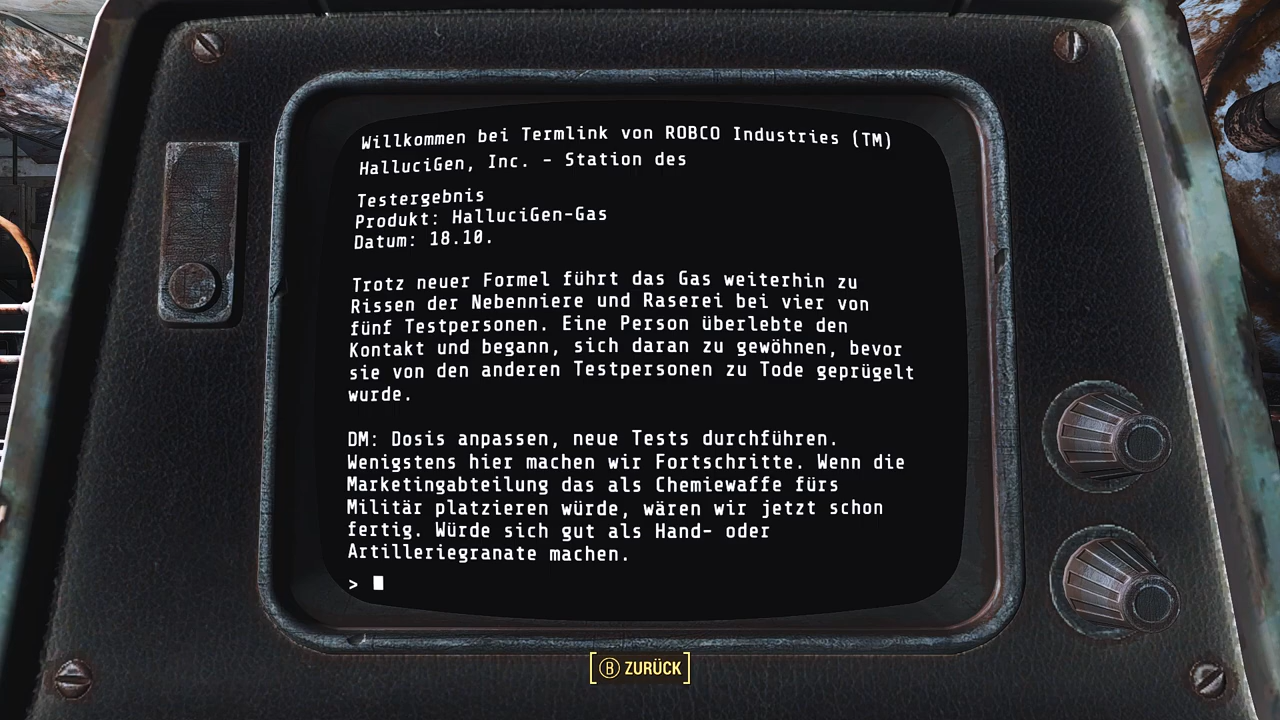 Willkommen bei Termlink von ROBCO Industries (TM)
HalluciGen, Inc. - Station des
Testergebnis
Produkt: HalluciGen-Gas
Datum: 18.10.
Trotz neuer Formel führt das Gas weiterhin zu
Rissen der Nebenniere und Raserei bei vier von
fünf Testpersonen. Eine Person überlebte den
Kontakt und begann, sich daran zu gewöhnen, bevor
sie von den anderen Testpersonen zu Tode geprügelt
wurde.
DM: Dosis anpassen, neue Tests durchführen.
Wenigstens hier machen wir Fortschritte. Wenn die
Marketingabteilung das als Chemiewaffe fürs
Militär platzieren würde, wären wir jetzt schon
fertig. Würde sich gut als Hand- oder
Artilleriegranate machen.
>
B ZURÜCK